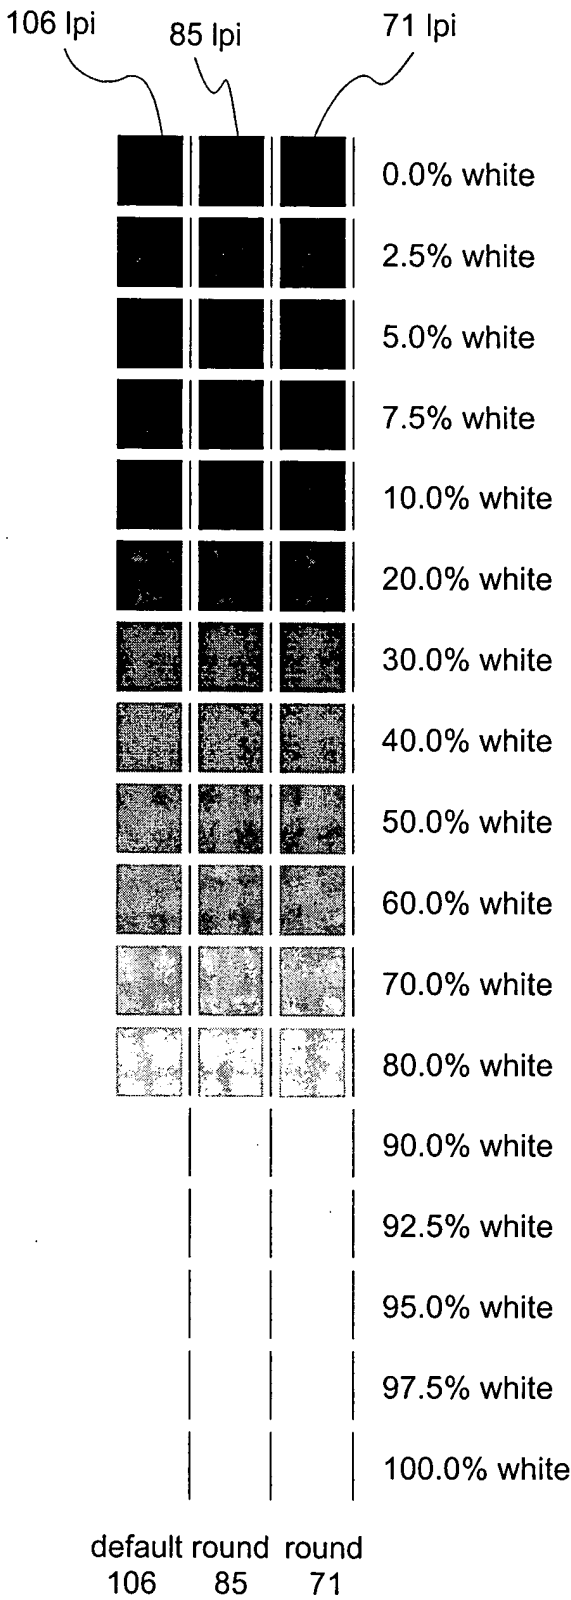 106 lpi
85 lpi
71 lpi
0.0% white
2.5% white
5.0% white
7.5% white
10.0% white
20.0% white
30.0% white
40.0% white
50.0% white
60.0% white
70.0% white
80.0% white
90.0% white
92.5% white
95.0% white
97.5% white
100.0% white
default round round
106 85 71